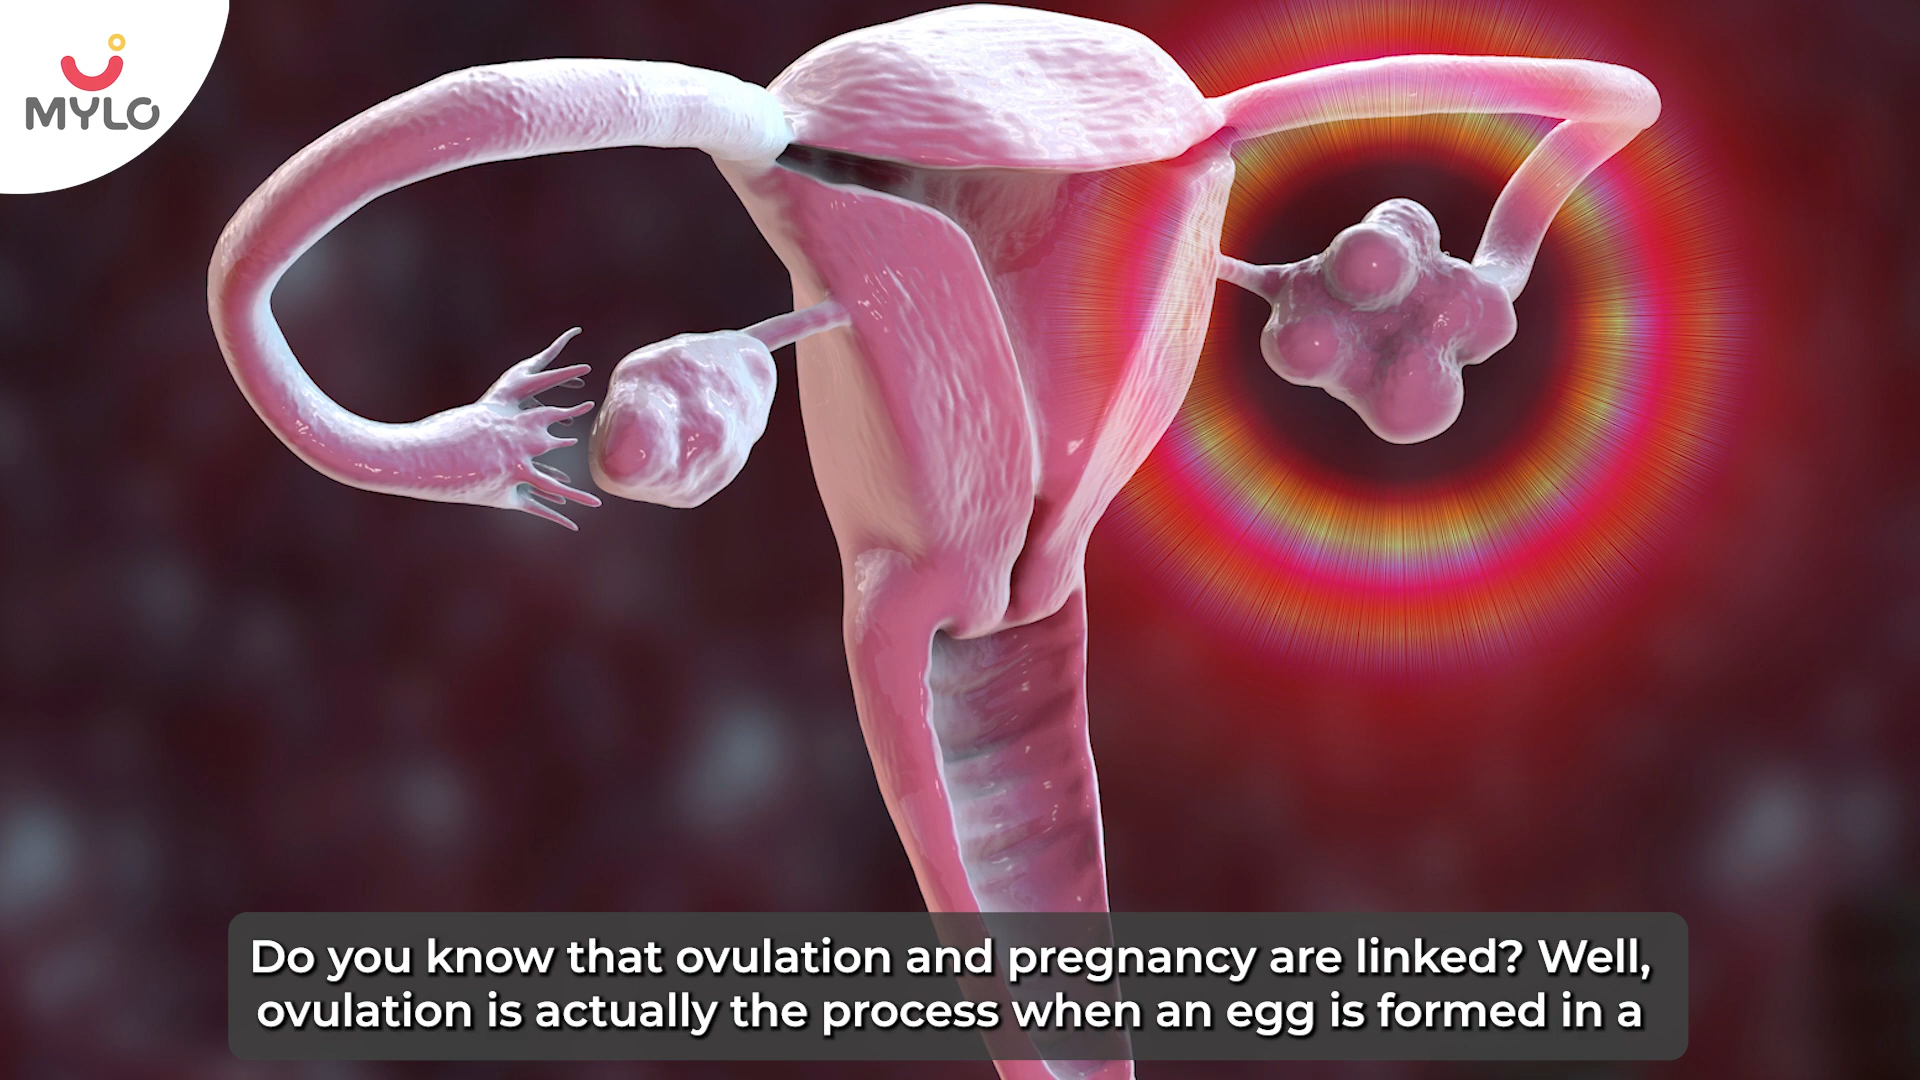 MYLO
Do you know that ovulation and pregnancy are linked? Well,
ovulation is actually the process when an egg is formed in a